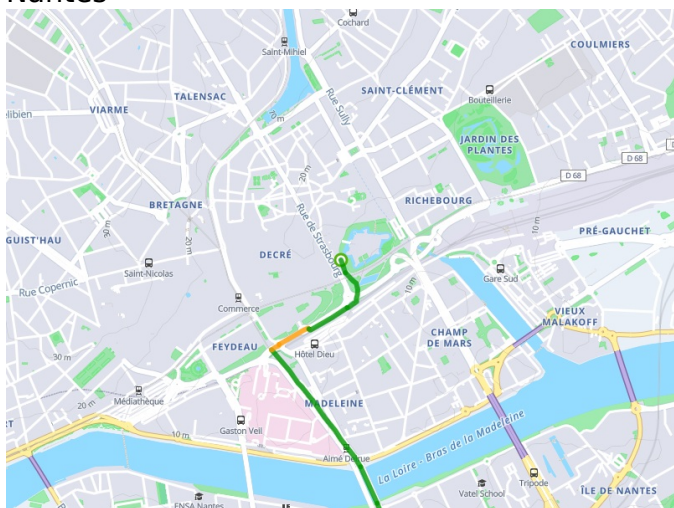 Nantes
Cochard
Saint-Mihiel
COULMIERS
SAINT-CLÉMENT
TALENSAC
Bouteillerie
VIARME
70 m
Rue Sully
JARDIN DES
PLANTES
D 68
D 68
20 m
BRETAGNE
RICHEBOURG
Rue de Strasbourg
30 m
20 m
10 m
PRÉ-GAUCHET
GUIST'HAU
DECRÉ
Saint-Nicolas
Gare Sud
Rue Copernic
10 m
Commerce
VIEUX
MALAKOFF
CHAMP
DE MARS
FEYDEAU
Hôtel Dieu
30 m
Médiathèque
20 m
MADELEINE
Gaston Veil
10 m
La Loire - Bras de la Madeleine
Aimé Delrue
Tripode
Vatel School
ÎLE DE NANTES
ENSA Nantes